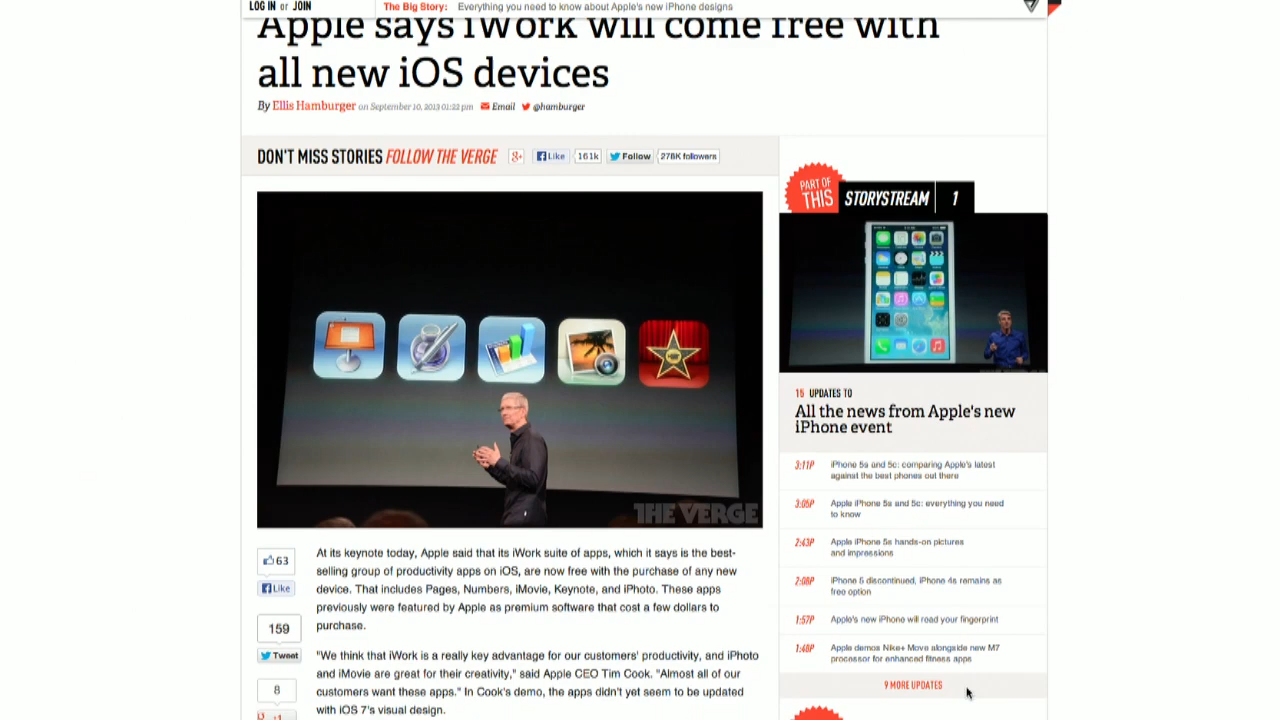 LOG IN or JOIN
The Big Story: Everything you need to know about Apple's new iPhone designs
Apple says iWork will come free with
all new iOS devices
By Ellis Hamburger on September 10, 2013 01:22 pm Email @hamburger
DON'T MISS STORIES FOLLOW THE VERGE
Like 161k Follow 278K followers
THE VERGE
63
Like
159
Tweet
8
+1
At its keynote today, Apple said that its iWork suite of apps, which it says is the best-
selling group of productivity apps on iOS, are now free with the purchase of any new
device. That includes Pages, Numbers, iMovie, Keynote, and iPhoto. These apps
previously were featured by Apple as premium software that cost a few dollars to
purchase.
"We think that iWork is a really key advantage for our customers' productivity, and iPhoto
and iMovie are great for their creativity," said Apple CEO Tim Cook. "Almost all of our
customers want these apps." In Cook's demo, the apps didn't yet seem to be updated
with iOS 7's visual design.
PART OF
THIS
STORYSTREAM 1
15 UPDATES TO
All the news from Apple's new
iPhone event
3:11P iPhone 5s and 5c: comparing Apple's latest
against the best phones out there
3:05P Apple iPhone 5s and 5c: everything you need
to know
2:43P Apple iPhone 5s hands-on pictures
and impressions
2:08P iPhone 5 discontinued, iPhone 4s remains as
free option
1:57P Apple's new iPhone will read your fingerprint
1:48P Apple demos Nike+ Move alongside new M7
processor for enhanced fitness apps
9 MORE UPDATES